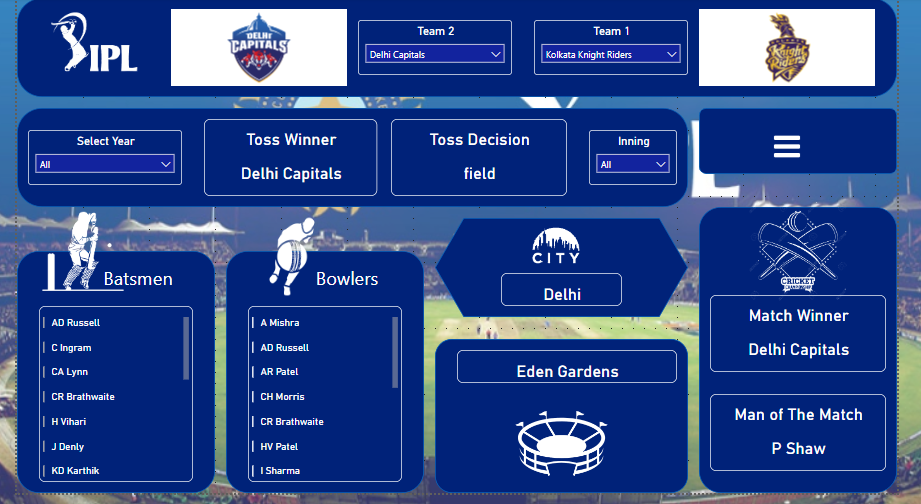 IPL
DELHI
CAPITALS
Team 2
Delhi Capitals
Team 1
Kolkata Knight Riders
Knight
Riders
Select Year
All
Toss Winner
Delhi Capitals
Toss Decision
field
Inning
All
L
Batsmen
AD Russell
C Ingram
CA Lynn
CR Brathwaite
H Vihari
J Denly
KD Karthik
Bowlers
A Mishra
AD Russell
AR Patel
CH Morris
CR Brathwaite
HV Patel
I Sharma
CITY
Delhi
Eden Gardens
CRICKET
CHAMPIONSHIP
Match Winner
Delhi Capitals
Man of The Match
P Shaw